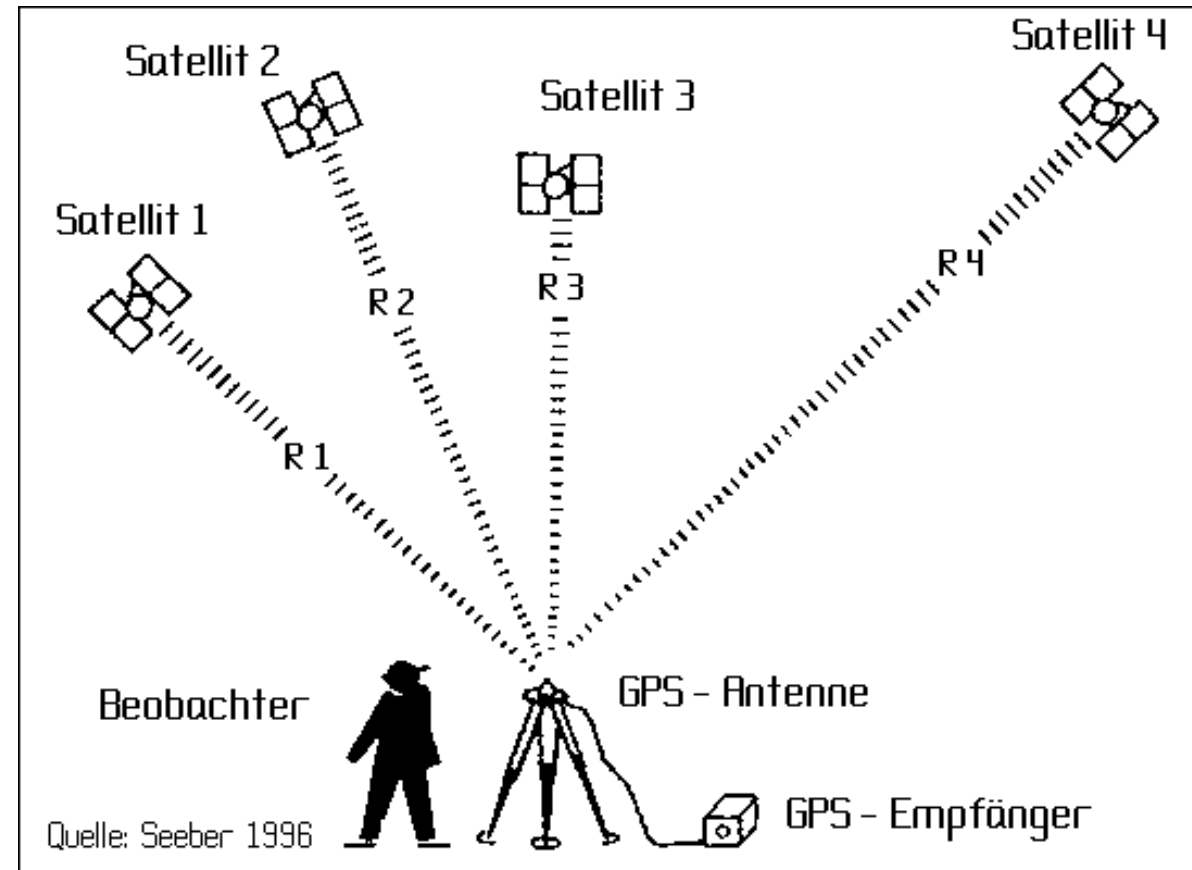 Satellit 4
Satellit 2
Satellit 3
Satellit 1
R 4
R 3
R 2
R 1
GPS - Antenne
Beobachter
GPS - Empfänger
Quelle: Seeber 1996